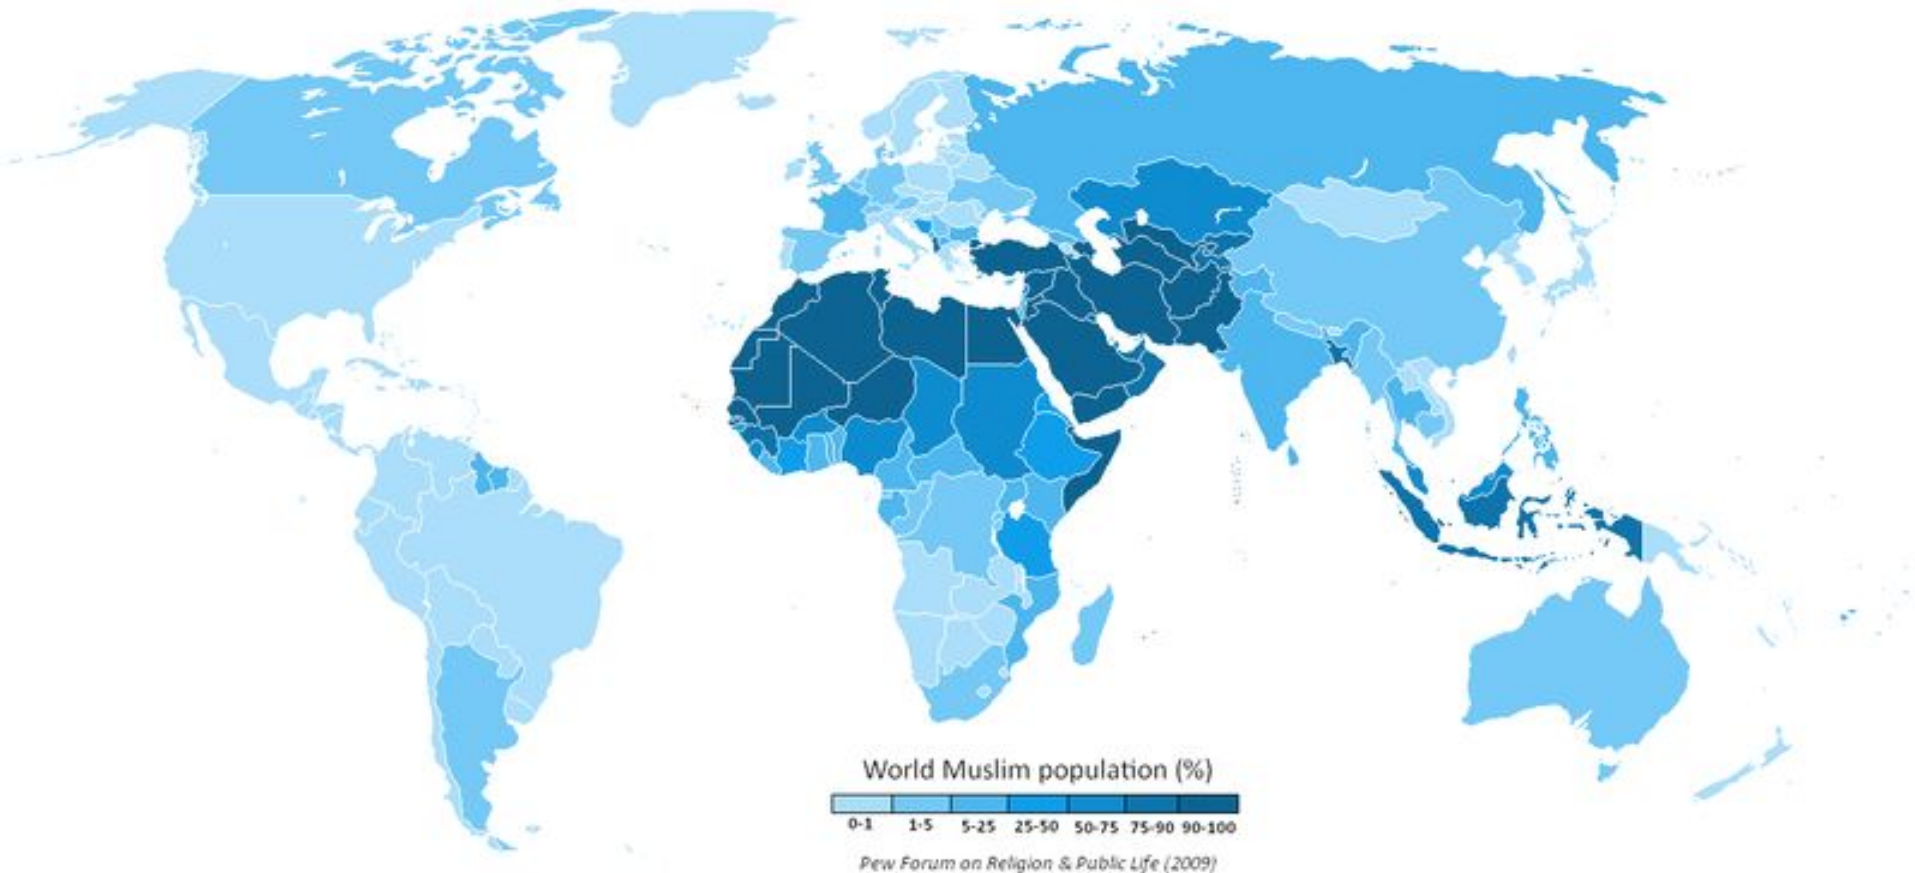 World Muslim population (%)
0-1 1-5 5-25 25-50 50-75 75-90 90-100
Pew Forum on Religion & Public Life (2009)